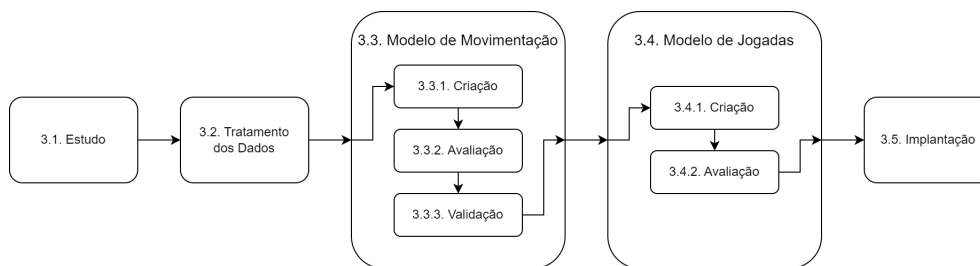 3.1. Estudo
3.2. Tratamento
dos Dados
3.3. Modelo de Movimentação
3.3.1. Criação
3.3.2. Avaliação
3.3.3. Validação
3.4. Modelo de Jogadas
3.4.1. Criação
3.4.2. Avaliação
3.5. Implantação